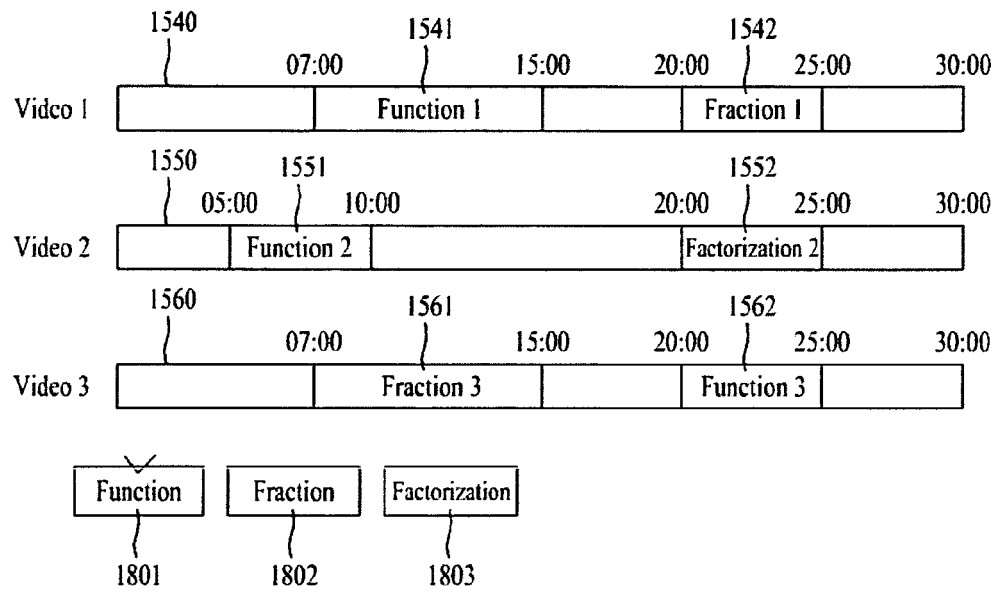 1540 1541 1542
07:00 15:00 20:00 25:00 30:00
Video 1 Function 1 Fraction 1
1550 1551 1552
05:00 10:00 20:00 25:00 30:00
Video 2 Function 2 Factorization 2
1560 1561 1562
07:00 15:00 20:00 25:00 30:00
Video 3 Fraction 3 Function 3
Function Fraction Factorization
1801 1802 1803